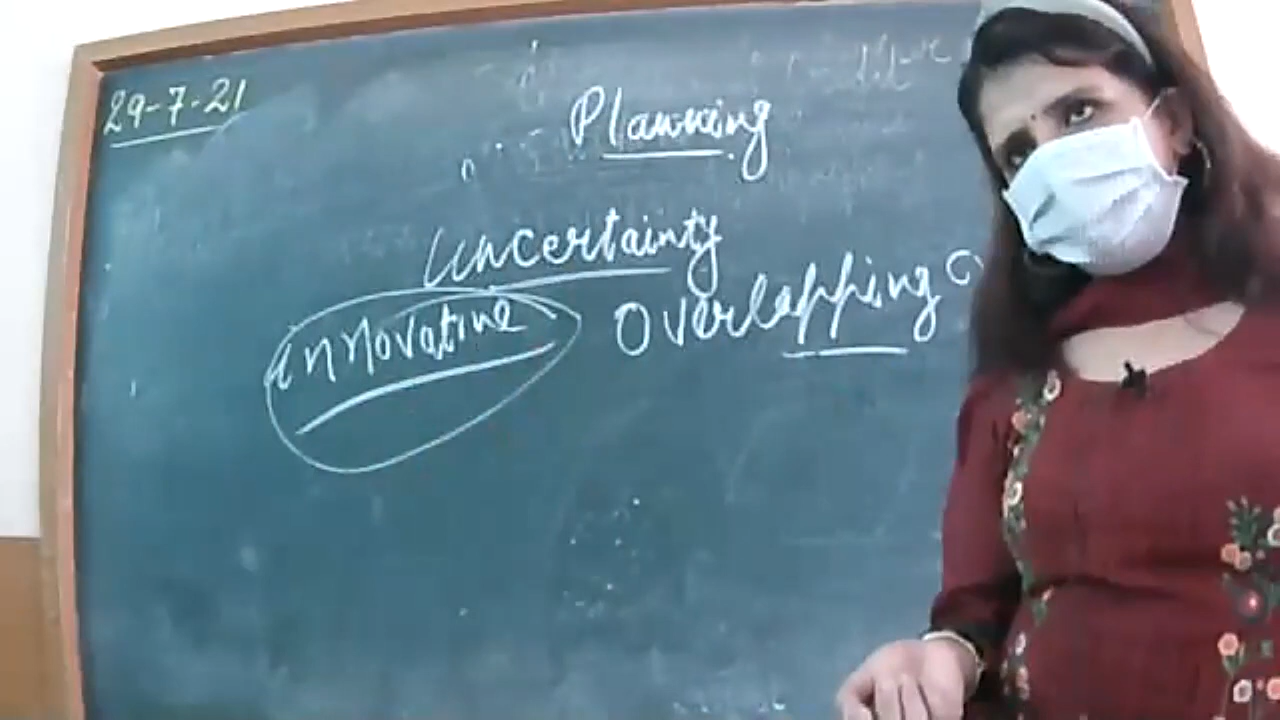 29-7-21
Planning
Uncertainty
innovative
Overlapping